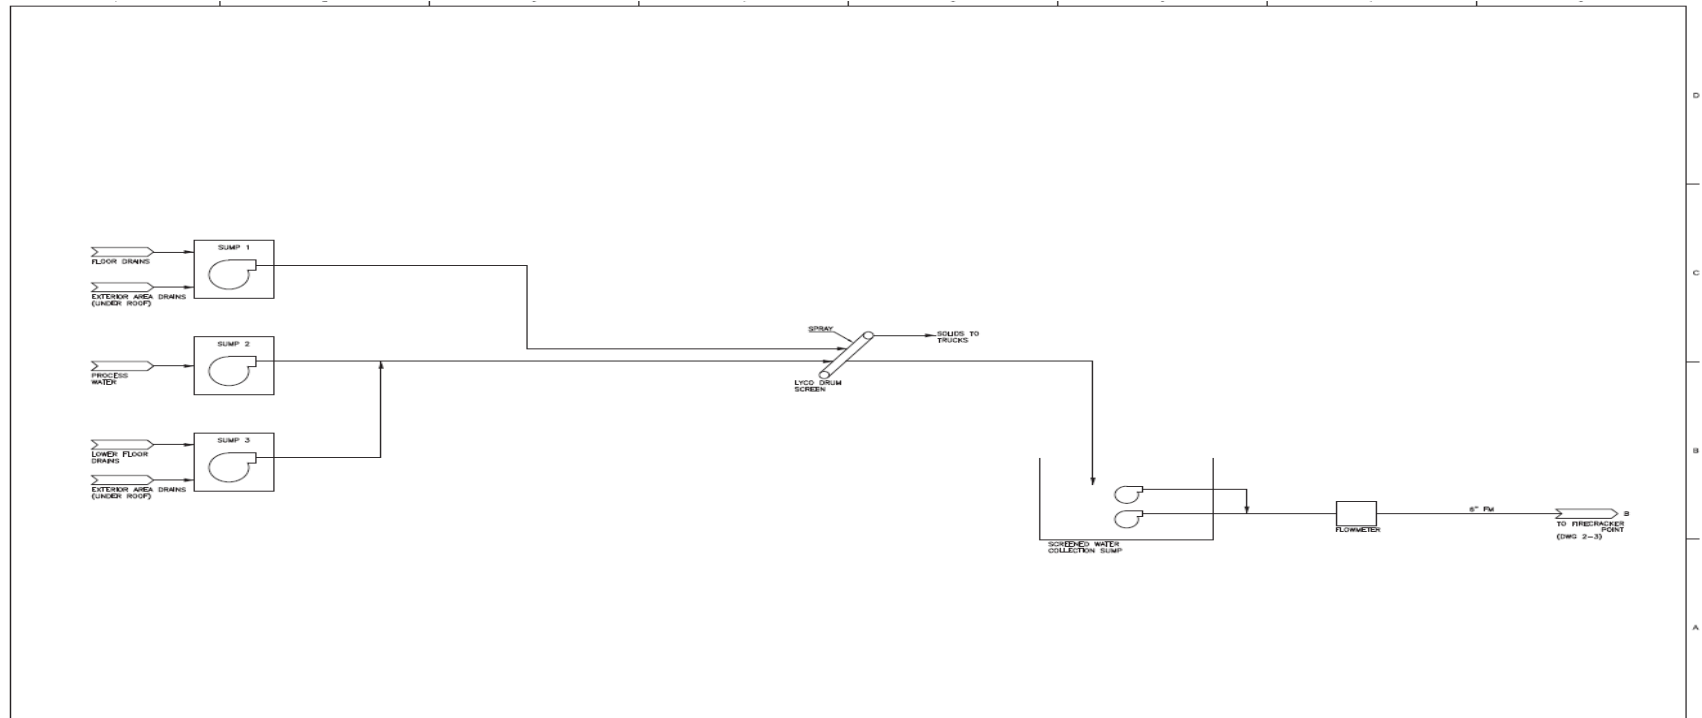 D
SUMP 1
FLOOR DRAINS
C
EXTERIOR AREA DRAINS
(UNDER ROOF)
SPRAY
SOLIDS TO
TRUCKS
SUMP 2
PROCESS
WATER
LYCO DRUM
SCREEN
SUMP 3
LOWER FLOOR
DRAINS
B
EXTERIOR AREA DRAINS
(UNDER ROOF)
6" FM
B
FLOWMETER
TO FIRECRACKER
POINT
(DWG 2-3)
SCREENED WATER
COLLECTION SUMP
A